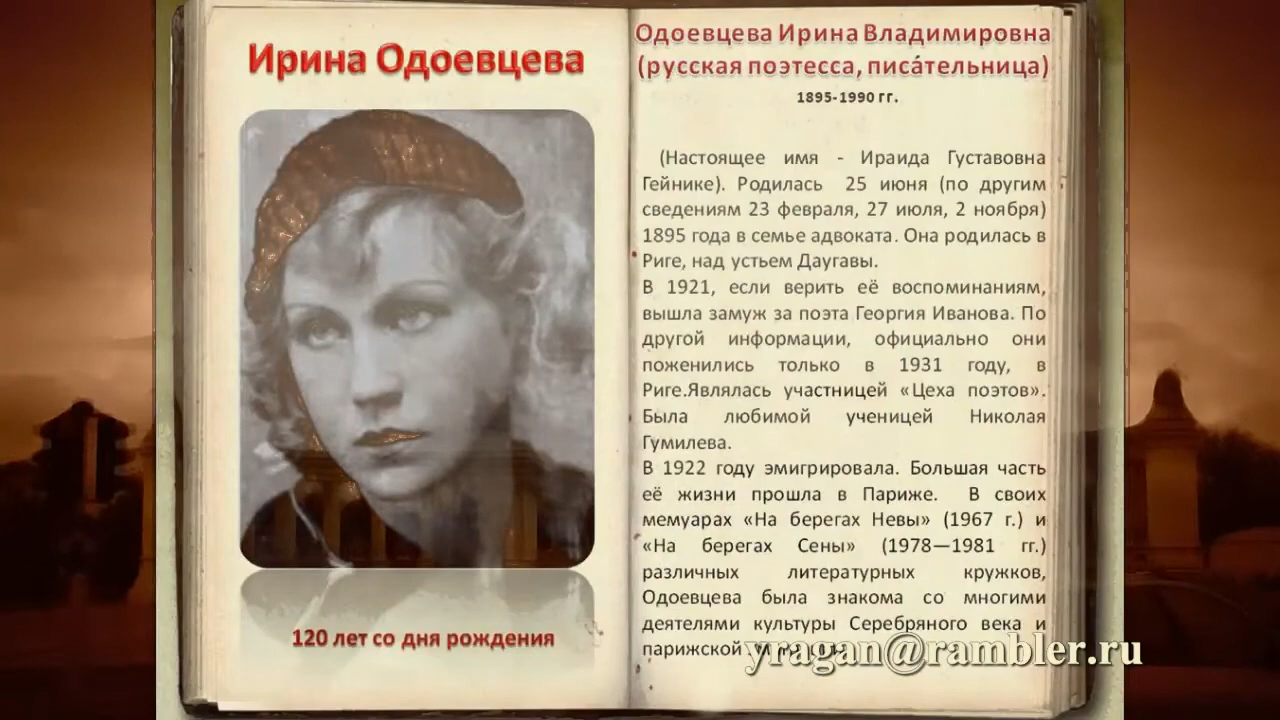 Ирина Одоевцева
120 лет со дня рождения
Одоевцева Ирина Владимировна
(русская поэтесса, писа́тельница)
1895-1990 гг.
(Настоящее имя - Ираида Густавовна
Гейнике). Родилась 25 июня (по другим
сведениям 23 февраля, 27 июля, 2 ноября)
1895 года в семье адвоката. Она родилась в
Риге, над устьем Даугавы.
В 1921, если верить её воспоминаниям,
вышла замуж за поэта Георгия Иванова. По
другой информации, официально они
поженились только в 1931 году, в
Риге.Являлась участницей «Цеха поэтов».
Была любимой ученицей Николая
Гумилева.
В 1922 году эмигрировала. Большая часть
её жизни прошла в Париже. В своих
мемуарах «На берегах Невы» (1967 г.) и
«На берегах Сены» (1978—1981 гг.)
различных литературных кружков,
Одоевцева была знакома со многими
деятелями культуры Серебряного века и
парижской
yragan@rambler.ru